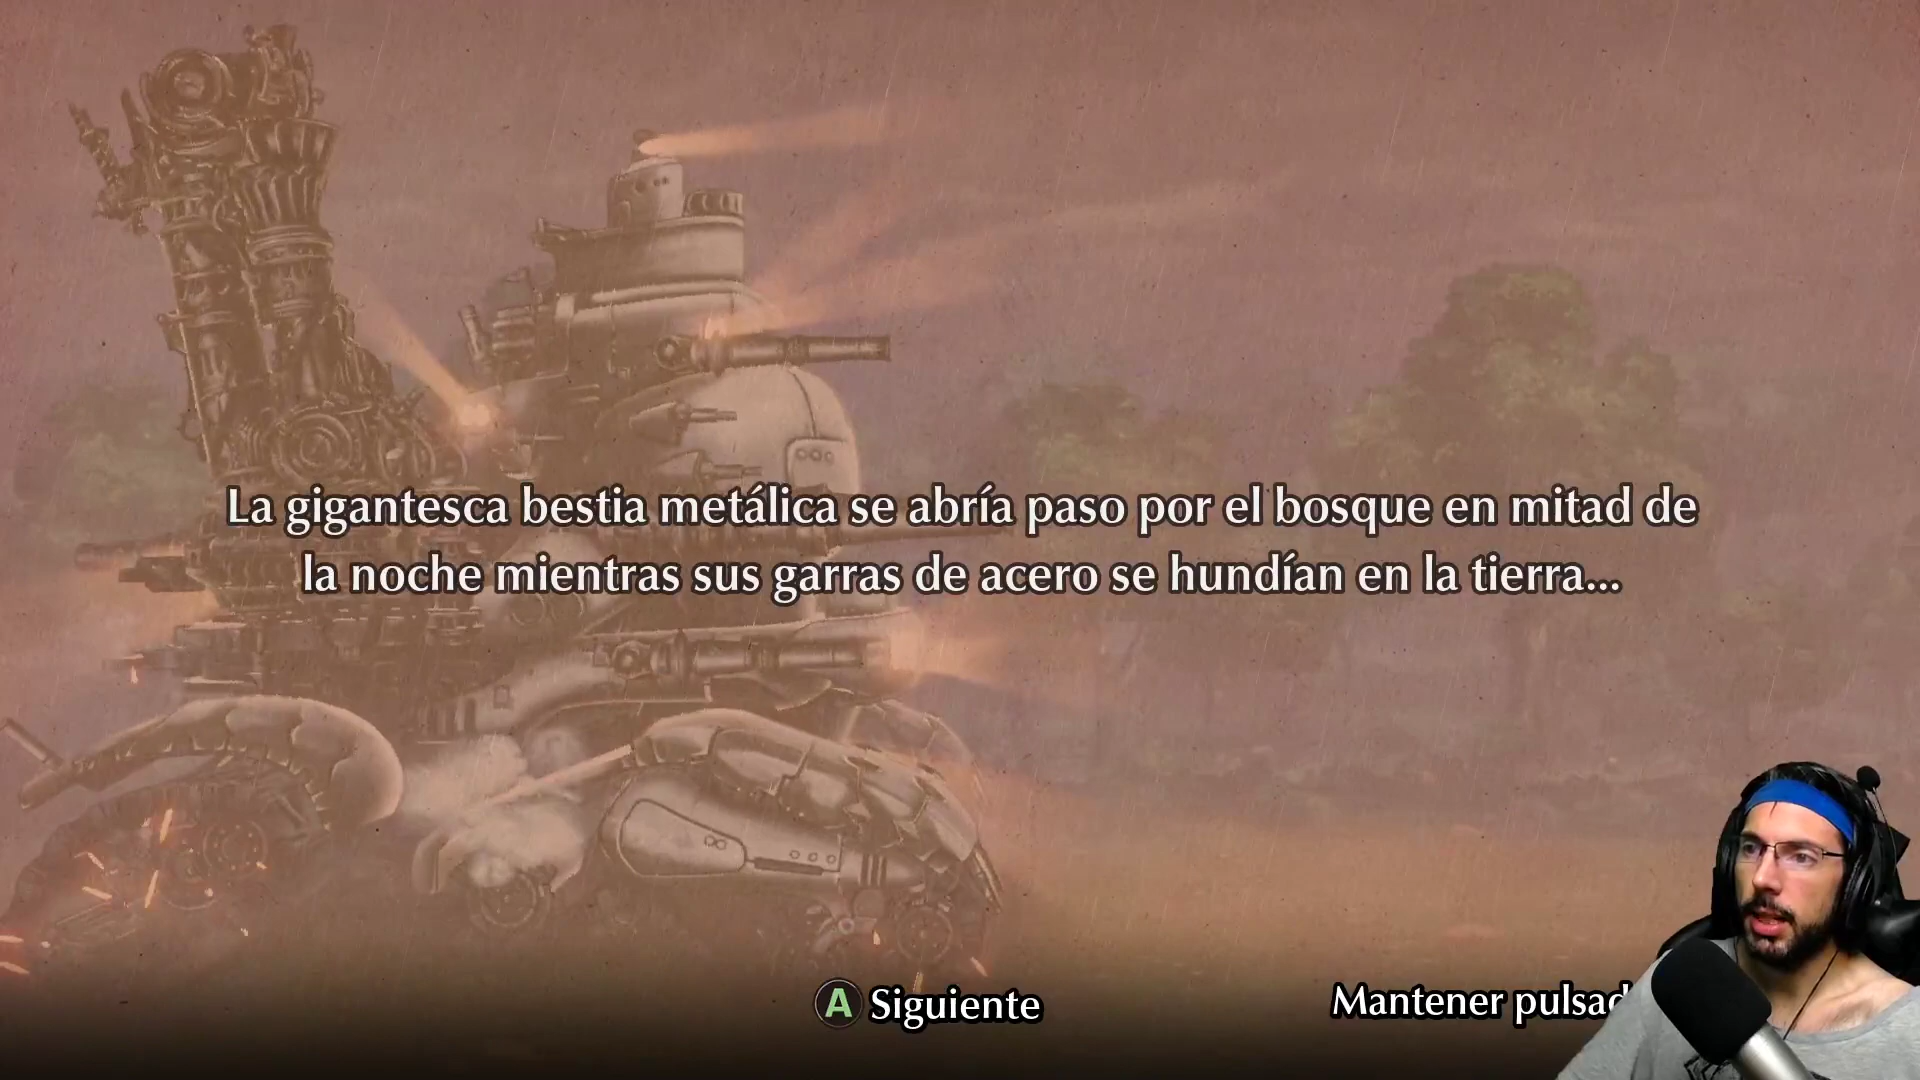 La gigantesca bestia metálica se abría paso por el bosque en mitad de
la noche mientras sus garras de acero se hundían en la tierra...
A Siguiente
Mantener